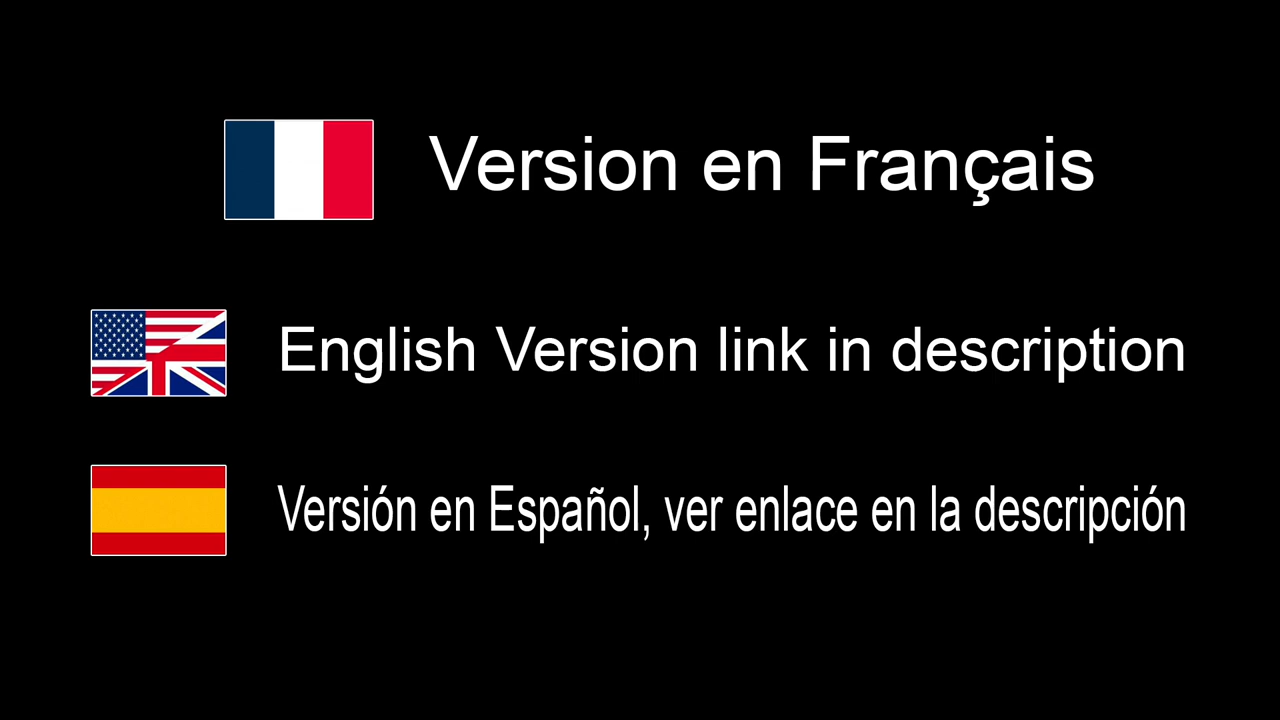 Version en Français
English Version link in description
Versión en Español, ver enlace en la descripción